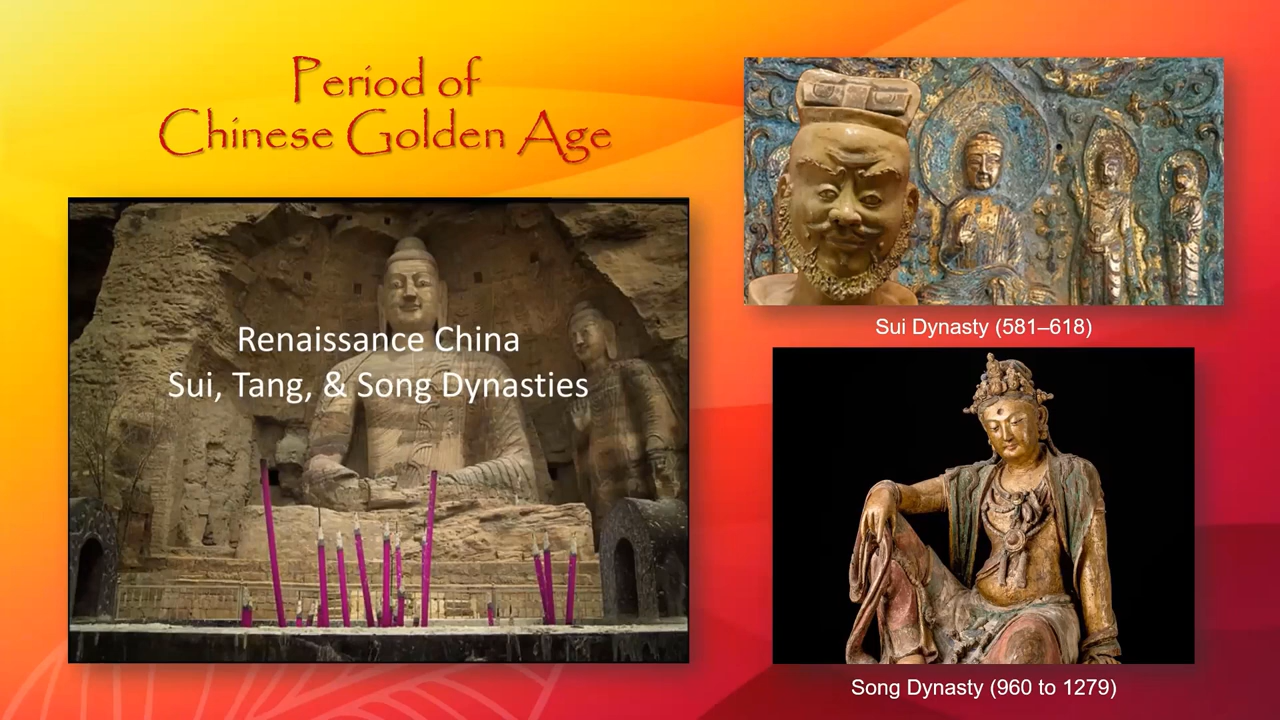 Period of
Chinese Golden Age
Renaissance China
Sui, Tang, & Song Dynasties
Sui Dynasty (581–618)
Song Dynasty (960 to 1279)